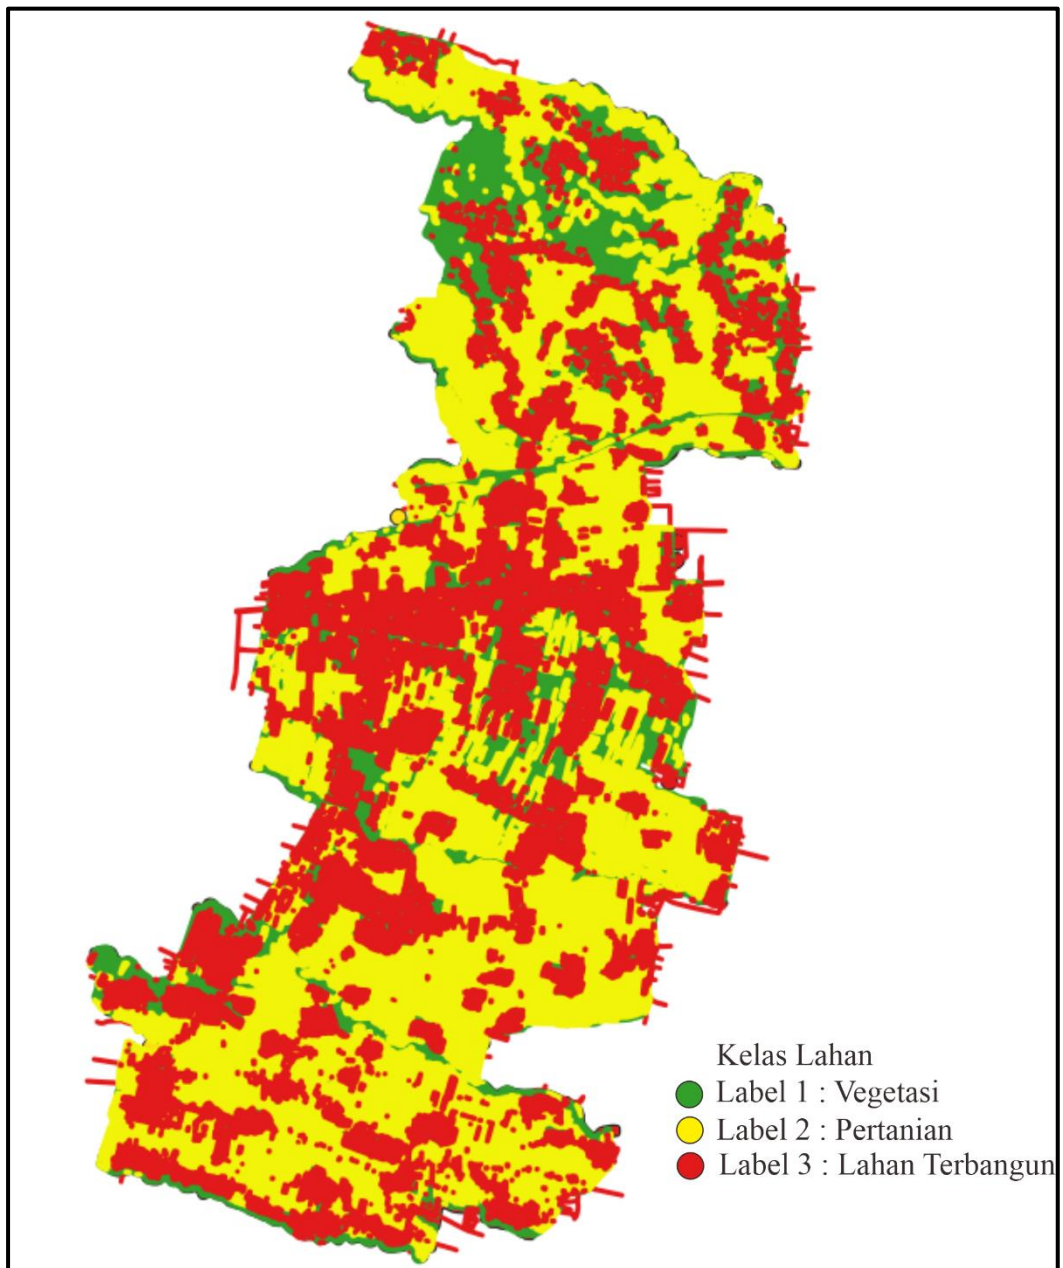 Kelas Lahan
Label 1 : Vegetasi
Label 2 : Pertanian
Label 3 : Lahan Terbangun